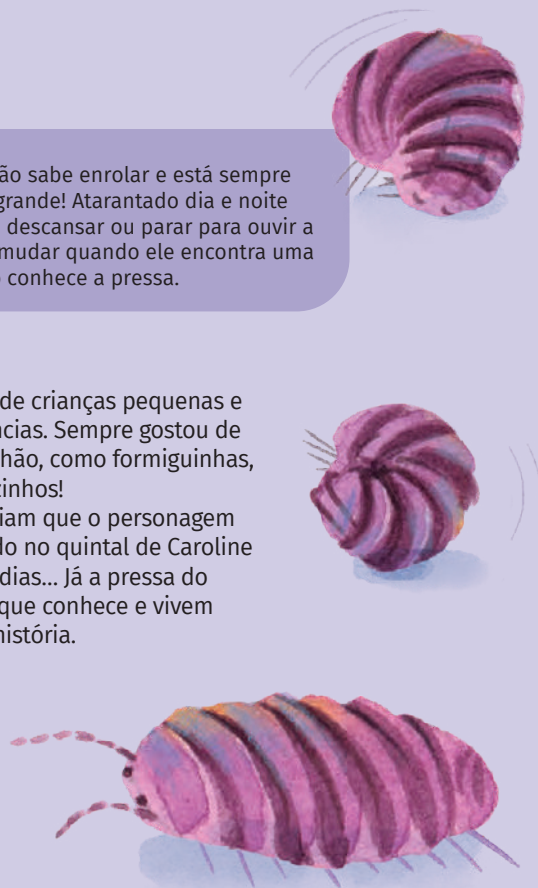 ão sabe enrolar e está sempre
grande! Atarantado dia e noite
descansar ou parar para ouvir a
mudar quando ele encontra uma
conhece a pressa.
de crianças pequenas e
cias. Sempre gostou de
hão, como formiguinhas,
zinhos!
iam que o personagem
do no quintal de Caroline
dias... Já a pressa do
que conhece e vivem
história.